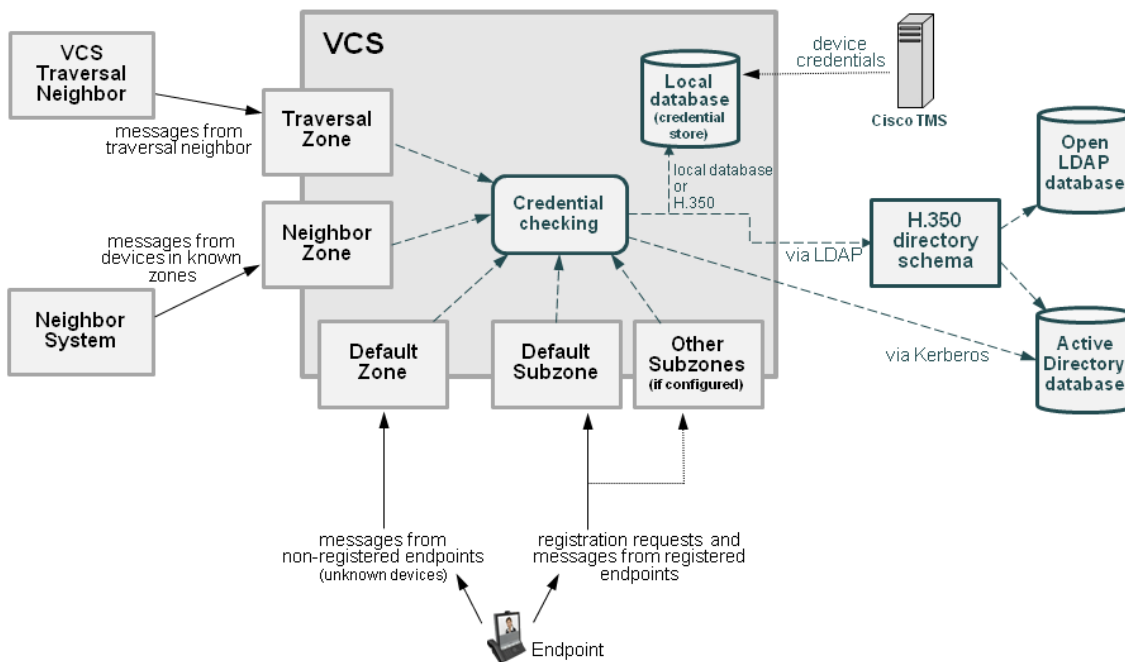 VCS
VCS
Traversal
Neighbor
messages from
traversal neighbor
Traversal
Zone
Local
database
(credential
store)
device
credentials
Cisco TMS
Open
LDAP
database
local database
or
H.350
Credential
checking
Neighbor
Zone
messages from
devices in known
zones
Neighbor
System
via LDAP
H.350
directory
schema
via Kerberos
Active
Directory
database
Default
Zone
Default
Subzone
Other
Subzones
(if configured)
messages from
non-registered endpoints
(unknown devices)
registration requests and
messages from registered
endpoints
Endpoint